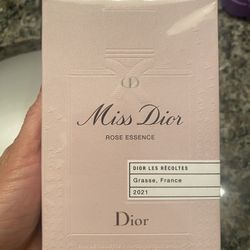 CD
Miss Dior
ROSE ESSENCE
DIOR LES RÉCOLTES
Grasse, France
2021
Dior